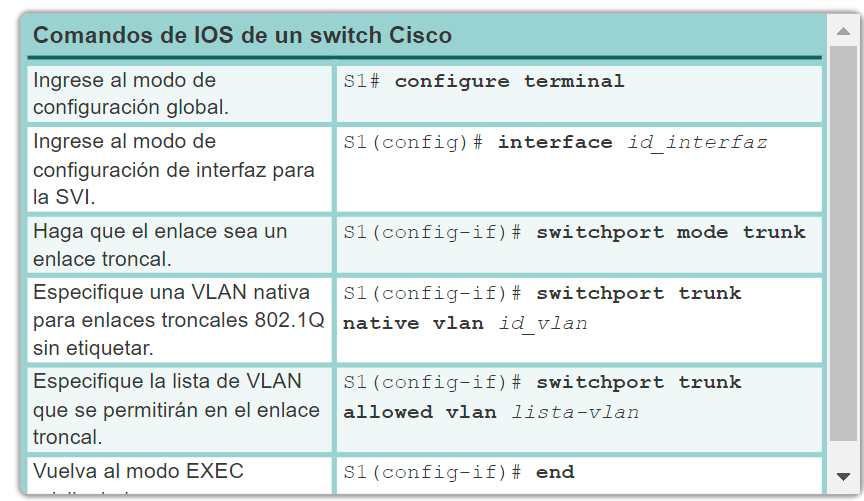 Comandos de IOS de un switch Cisco
Ingrese al modo de
configuración global.
S1# configure terminal
Ingrese al modo de
configuración de interfaz para
la SVI.
S1(config)# interface id_interfaz
Haga que el enlace sea un
enlace troncal.
S1(config-if)# switchport mode trunk
Especifique una VLAN nativa
para enlaces troncales 802.1Q
sin etiquetar.
S1(config-if)# switchport trunk
native vlan id_vlan
Especifique la lista de VLAN
que se permitirán en el enlace
troncal.
S1(config-if)# switchport trunk
allowed vlan lista-vlan
Vuelva al modo EXEC
S1(config-if)# end